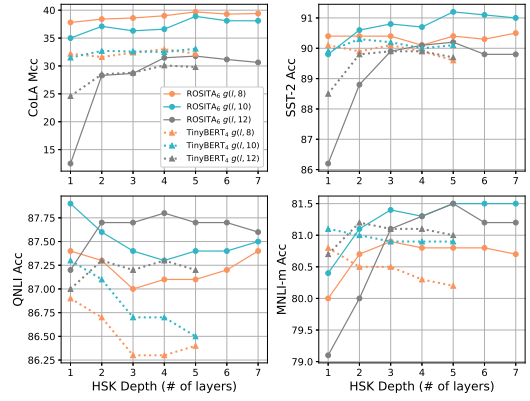 CoLA Mcc
40
35
30
25
20
15
1 2 3 4 5 6 7
ROSITA₆ g(l, 8)
ROSITA₆ g(l, 10)
ROSITA₆ g(l, 12)
TinyBERT₄ g(l, 8)
TinyBERT₄ g(l, 10)
TinyBERT₄ g(l, 12)
SST-2 Acc
91
90
89
88
87
86
1 2 3 4 5 6 7
QNLI Acc
87.75
87.50
87.25
87.00
86.75
86.50
86.25
1 2 3 4 5 6 7
HSK Depth (# of layers)
MNLI-m Acc
81.5
81.0
80.5
80.0
79.5
79.0
1 2 3 4 5 6 7
HSK Depth (# of layers)